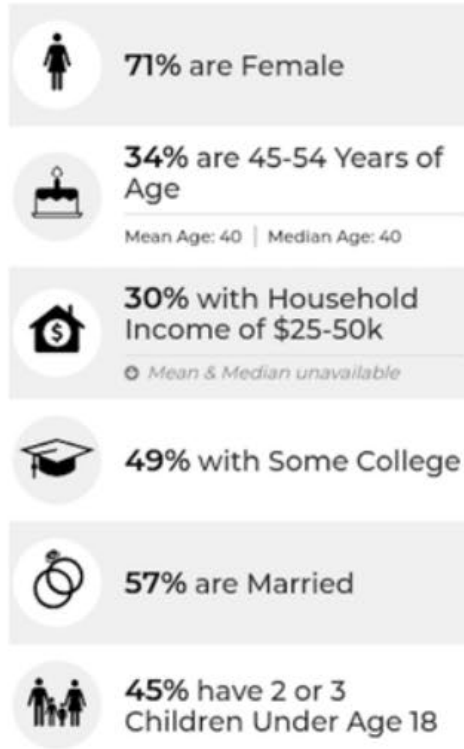 71% are Female
34% are 45-54 Years of
Age
Mean Age: 40 | Median Age: 40
30% with Household
Income of $25-50k
Mean & Median unavailable
49% with Some College
57% are Married
45% have 2 or 3
Children Under Age 18